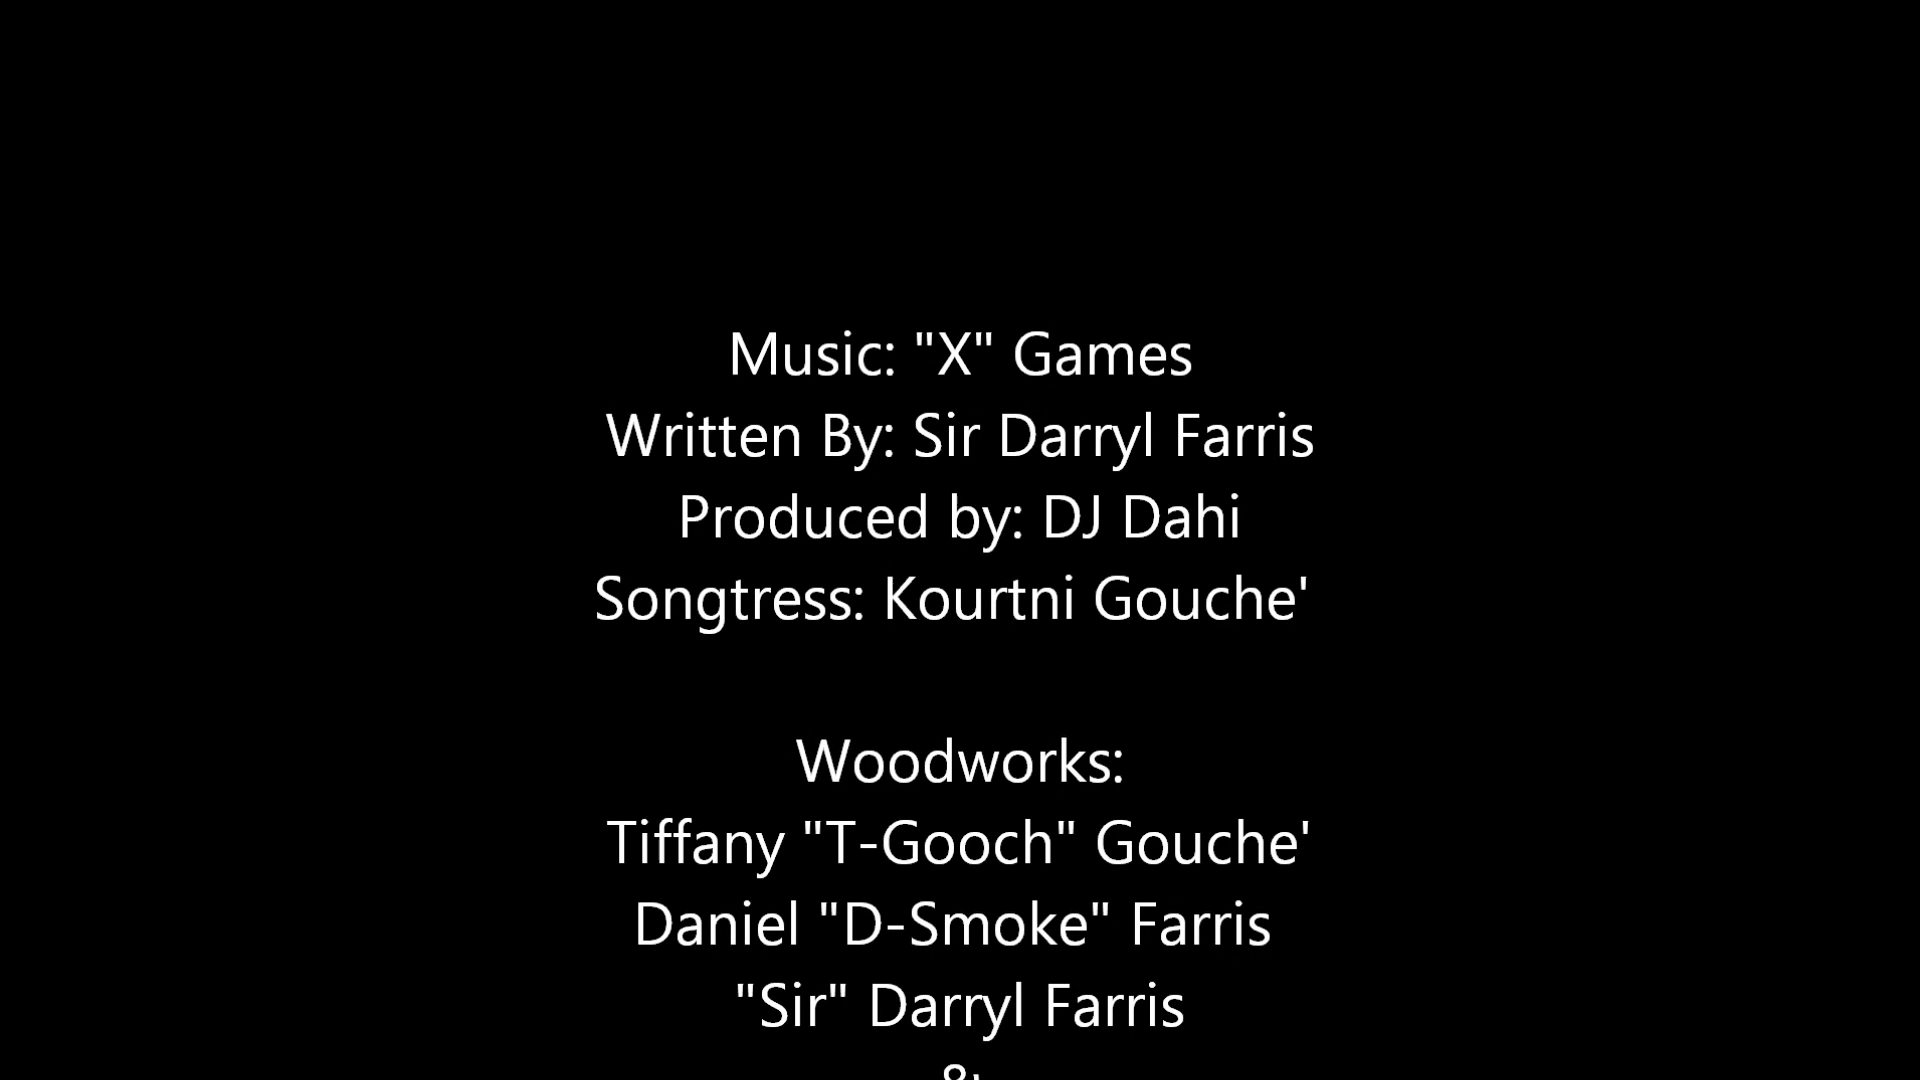 Music: "X" Games
Written By: Sir Darryl Farris
Produced by: DJ Dahi
Songtress: Kourtni Gouche'
Woodworks:
Tiffany "T-Gooch" Gouche'
Daniel "D-Smoke" Farris
"Sir" Darryl Farris
&